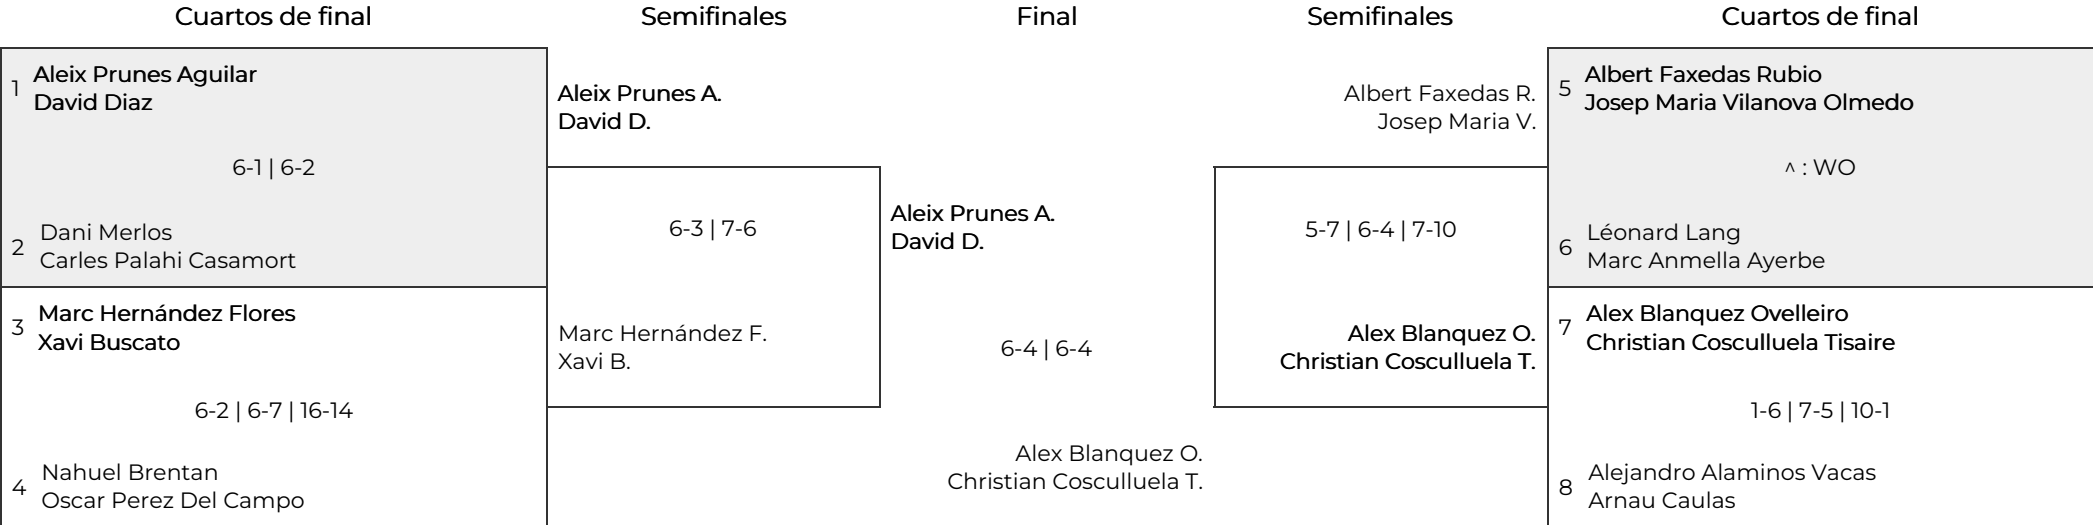 Cuartos de final
Semifinales
Final
Semifinales
Cuartos de final
1
Aleix Prunes Aguilar
David Diaz
6-1 | 6-2
2
Dani Merlos
Carles Palahi Casamort
3
Marc Hernández Flores
Xavi Buscato
6-2 | 6-7 | 16-14
4
Nahuel Brentan
Oscar Perez Del Campo
Aleix Prunes A.
David D.
6-3 | 7-6
Marc Hernández F.
Xavi B.
Aleix Prunes A.
David D.
6-4 | 6-4
Alex Blanquez O.
Christian Cosculluela T.
Albert Faxedas R.
Josep Maria V.
5-7 | 6-4 | 7-10
Alex Blanquez O.
Christian Cosculluela T.
5
Albert Faxedas Rubio
Josep Maria Vilanova Olmedo
^ : WO
6
Léonard Lang
Marc Anmella Ayerbe
7
Alex Blanquez Ovelleiro
Christian Cosculluela Tisaire
1-6 | 7-5 | 10-1
8
Alejandro Alaminos Vacas
Arnau Caulas